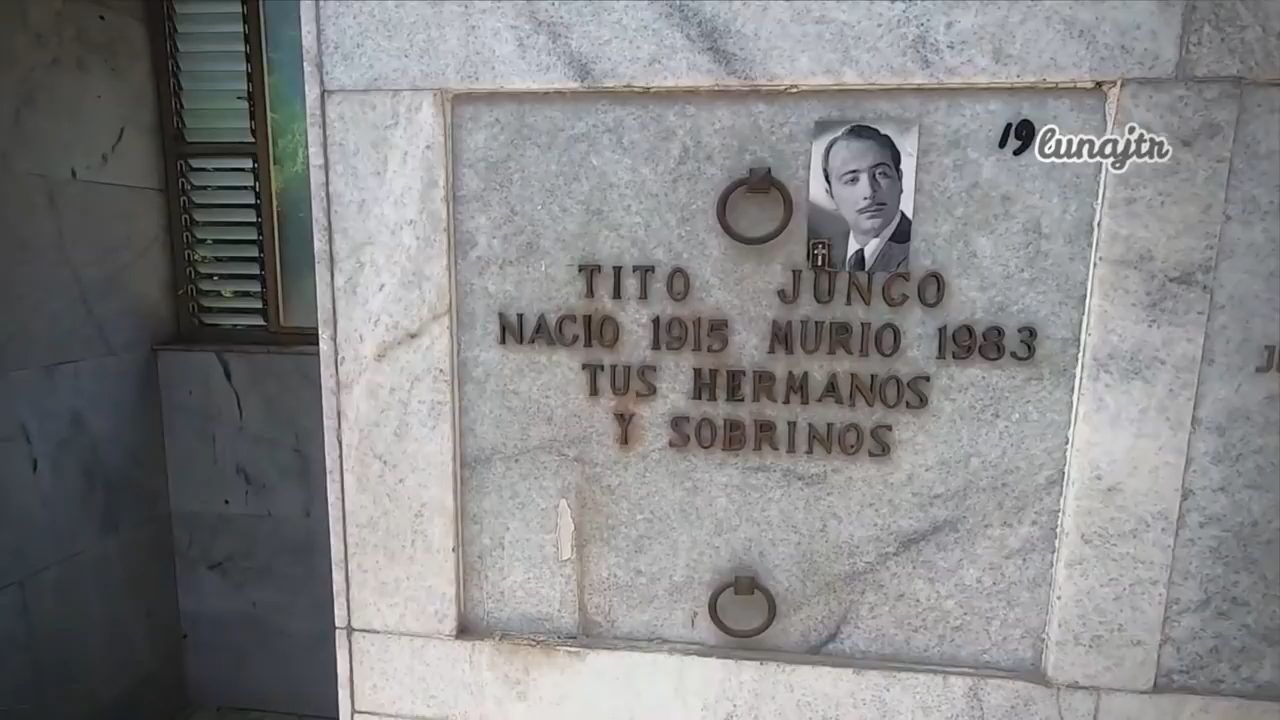 19 lunajtr
TITO JUNCO
NACIO 1915 MURIO 1983
TUS HERMANOS
Y SOBRINOS